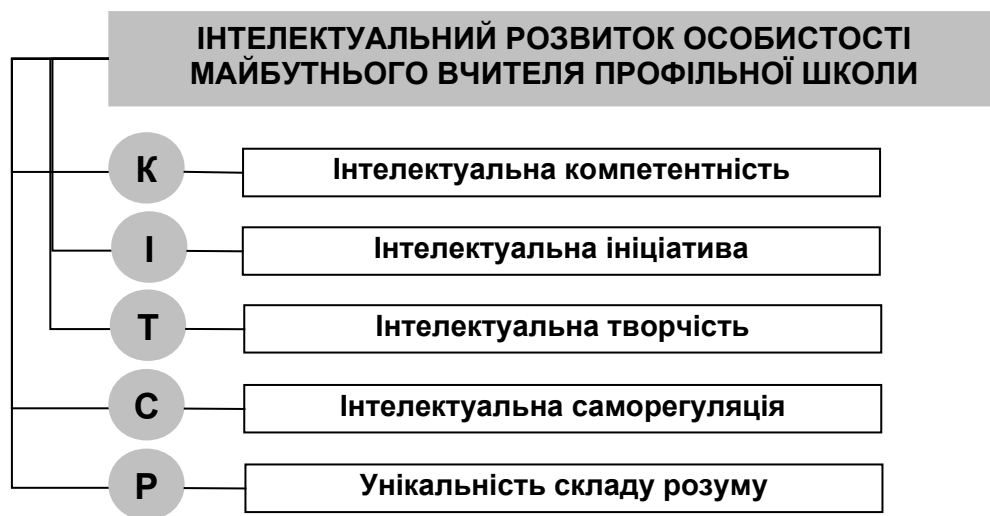 ІНТЕЛЕКТУАЛЬНИЙ РОЗВИТОК ОСОБИСТОСТІ
МАЙБУТНЬОГО ВЧИТЕЛЯ ПРОФІЛЬНОЇ ШКОЛИ
К Інтелектуальна компетентність
І Інтелектуальна ініціатива
Т Інтелектуальна творчість
С Інтелектуальна саморегуляція
Р Унікальність складу розуму